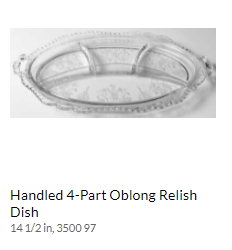 Handled 4-Part Oblong Relish
Dish
14 1/2 in, 3500 97